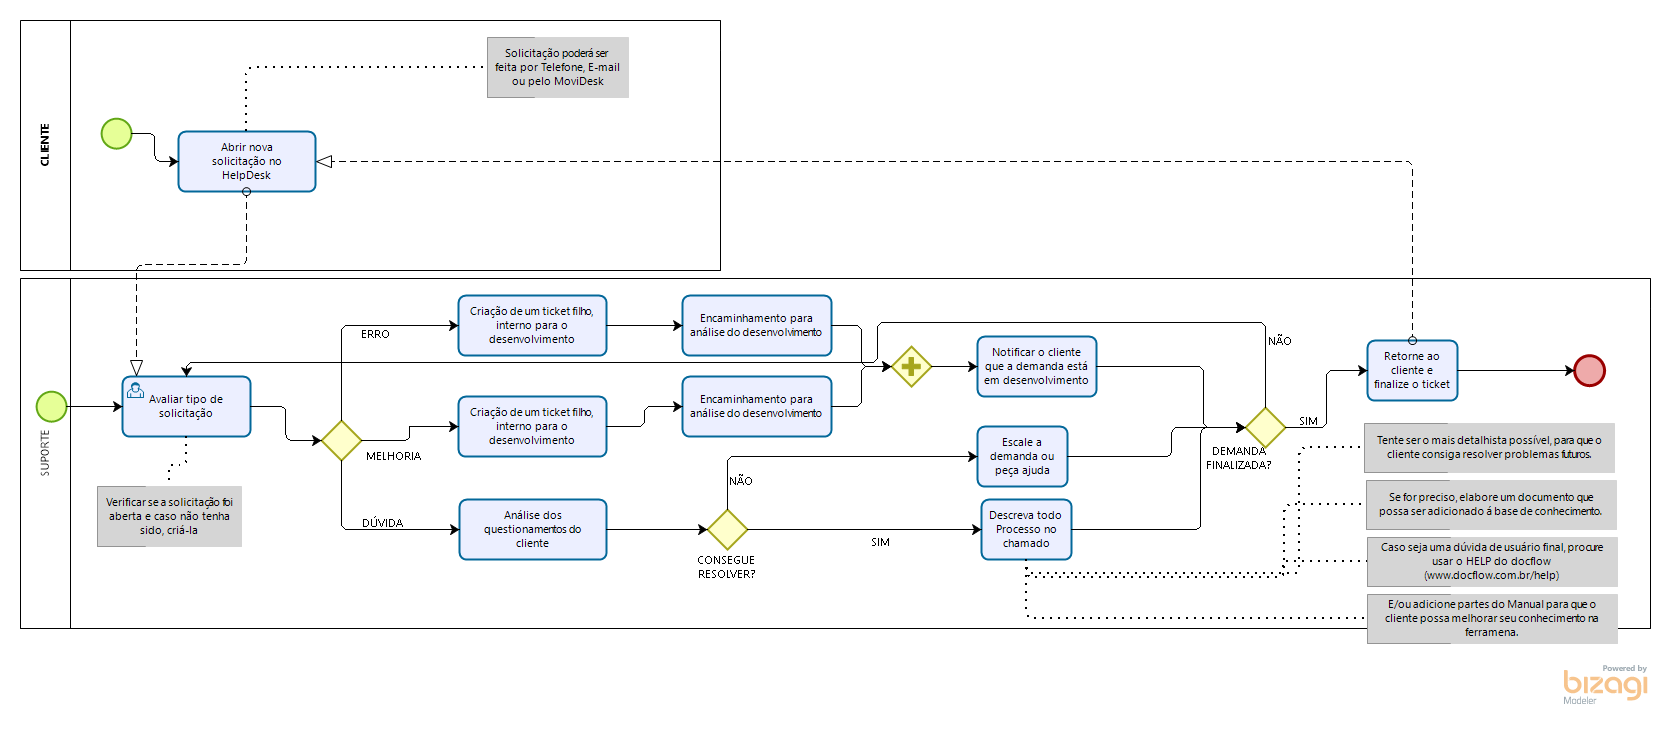 CLIENTE
Solicitação poderá ser
feita por Telefone, E-mail
ou pelo MoviDesk
Abrir nova
solicitação no
HelpDesk
SUPORTE
Avaliar tipo de
solicitação
Verificar se a solicitação foi
aberta e caso não tenha
sido, criá-la
ERRO
MELHORIA
DÚVIDA
Criação de um ticket filho,
interno para o
desenvolvimento
Encaminhamento para
análise do desenvolvimento
Criação de um ticket filho,
interno para o
desenvolvimento
Encaminhamento para
análise do desenvolvimento
Análise dos
questionamentos do
cliente
CONSEGUE
RESOLVER?
NÃO
SIM
Notificar o cliente
que a demanda está
em desenvolvimento
Escale a
demanda ou
peça ajuda
Descreva todo
Processo no
chamado
DEMANDA
FINALIZADA?
NÃO
SIM
Retorne ao
cliente e
finalize o ticket
Tente ser o mais detalhista possível, para que o
cliente consiga resolver problemas futuros.
Se for preciso, elabore um documento que
possa ser adicionado á base de conhecimento.
Caso seja uma dúvida de usuário final, procure
usar o HELP do docflow
(www.docflow.com.br/help)
E/ou adicione partes do Manual para que o
cliente possa melhorar seu conhecimento na
ferramena.
Powered by
bizagi
Modeler